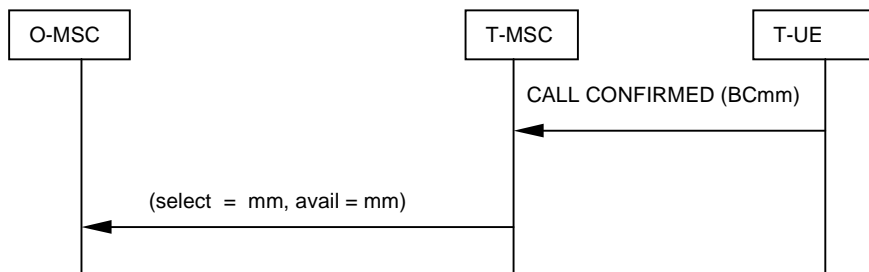 O-MSC
T-MSC
T-UE
CALL CONFIRMED (BCmm)
(select = mm, avail = mm)